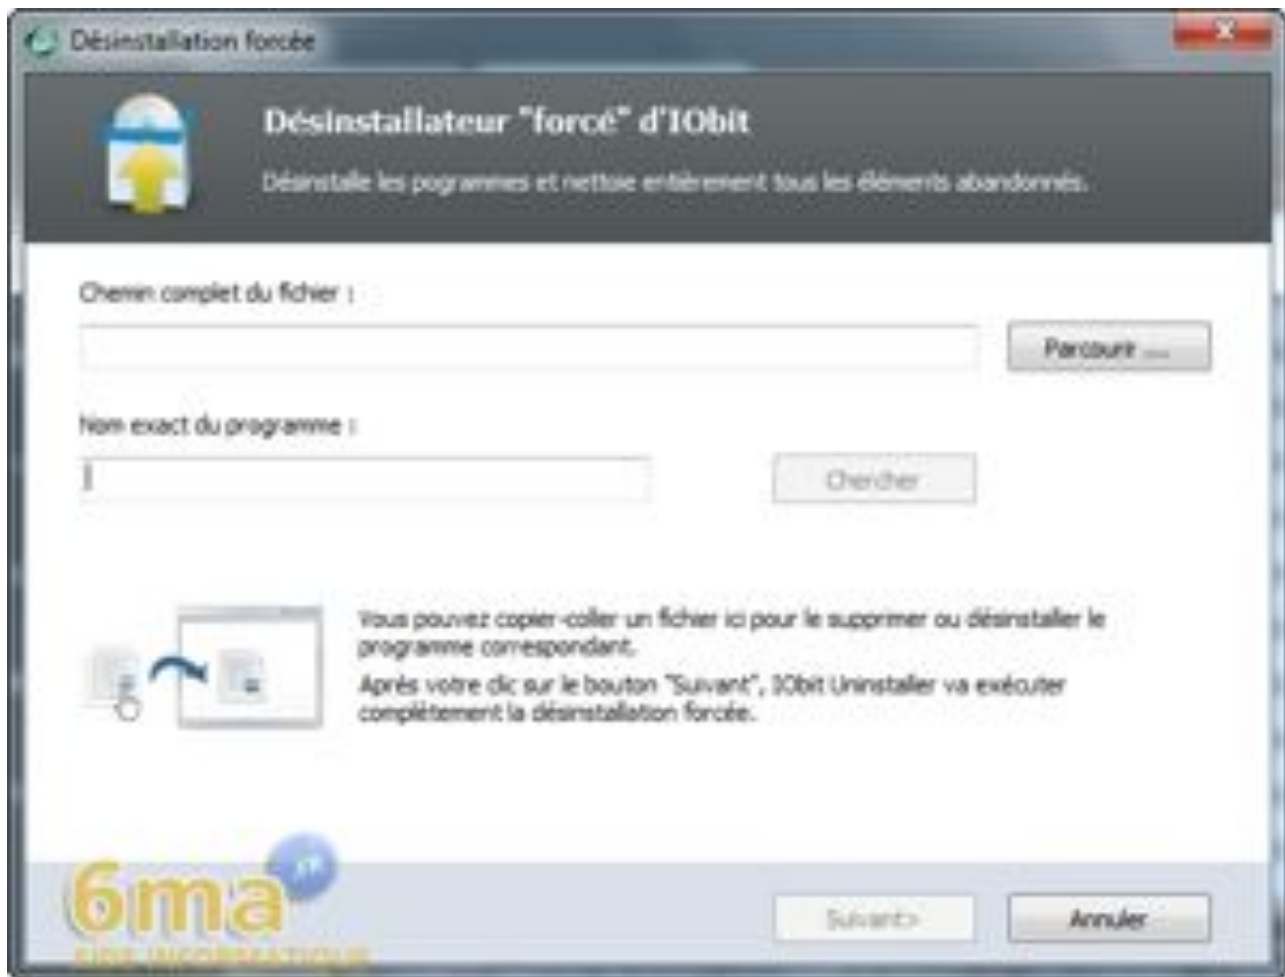 Désinstallation forcée
Désinstallateur "forcé" d'IObit
Désinstalle les pogrammes et nettoie entièrement tous les éléments abandonnés.
Chemin complet du fichier :
Parcourir ...
Nom exact du programme :
Chercher
Vous pouvez copier-coller un fichier ici pour le supprimer ou désinstaller le
programme correspondant.
Après votre clic sur le bouton "Suivant", IObit Uninstaller va exécuter
complètement la désinstallation forcée.
6ma
INFORMATIQUE
Suivant>
Annuler